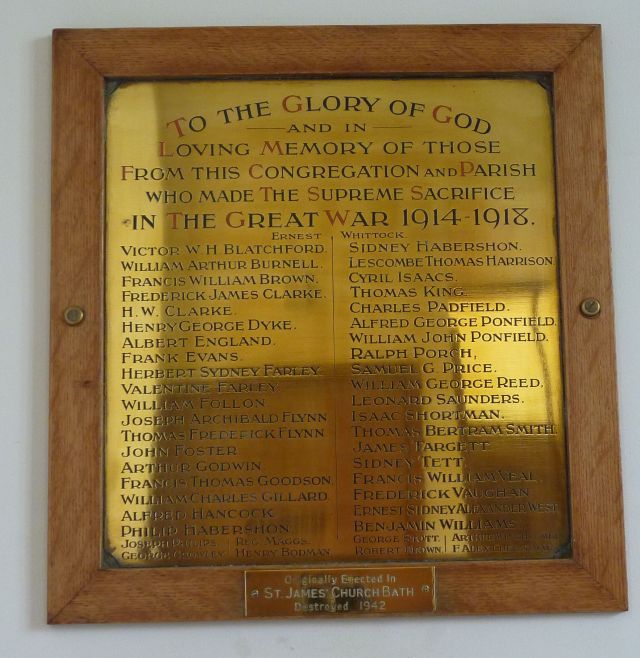 TO THE GLORY OF GOD
AND IN
LOVING MEMORY OF THOSE
FROM THIS CONGREGATION AND PARISH
WHO MADE THE SUPREME SACRIFICE
IN THE GREAT WAR 1914-1918.
ERNEST WHITTOCK
VICTOR W.H. BLATCHFORD
WILLIAM ARTHUR BURNELL.
FRANCIS WILLIAM BROWN.
FREDERICK JAMES CLARKE.
H.W. CLARKE.
HENRY GEORGE DYKE.
ALBERT ENGLAND.
FRANK EVANS.
HERBERT SYDNEY FARLEY.
VALENTINE FARLEY.
WILLIAM FOLLON
JOSEPH ARCHIBALD FLYNN
THOMAS FREDERICK FLYNN
JOHN FOSTER
ARTHUR GODWIN
FRANCIS THOMAS GOODSON.
WILLIAM CHARLES GILLARD.
ALFRED HANCOCK
PHILIP HABERSHON
JOSEPH PHILIPS. REG. MAGGS.
GEORGE CROWLEY HENRY BODMAN
SIDNEY HABERSHON.
LESCOMBE THOMAS HARRISON
CYRIL ISAACS.
THOMAS KING.
CHARLES PADFIELD.
ALFRED GEORGE PONFIELD.
WILLIAM JOHN PONFIELD.
RALPH PORCH,
SAMUEL G. PRICE.
WILLIAM GEORGE REED.
LEONARD SAUNDERS.
ISAAC SHORTMAN.
THOMAS BERTRAM SMITH.
JAMES TARGETT
SIDNEY TETT.
FRANCIS WILLIAM VEAL
FREDERICK VAUGHAN
ERNEST SIDNEY ALEXANDER WEST
BENJAMIN WILLIAMS
GEORGE STOTT ARTHUR
ROBERT BROWN. F.
Originally Erected In
ST. JAMES' CHURCH BATH
Destroyed 1942